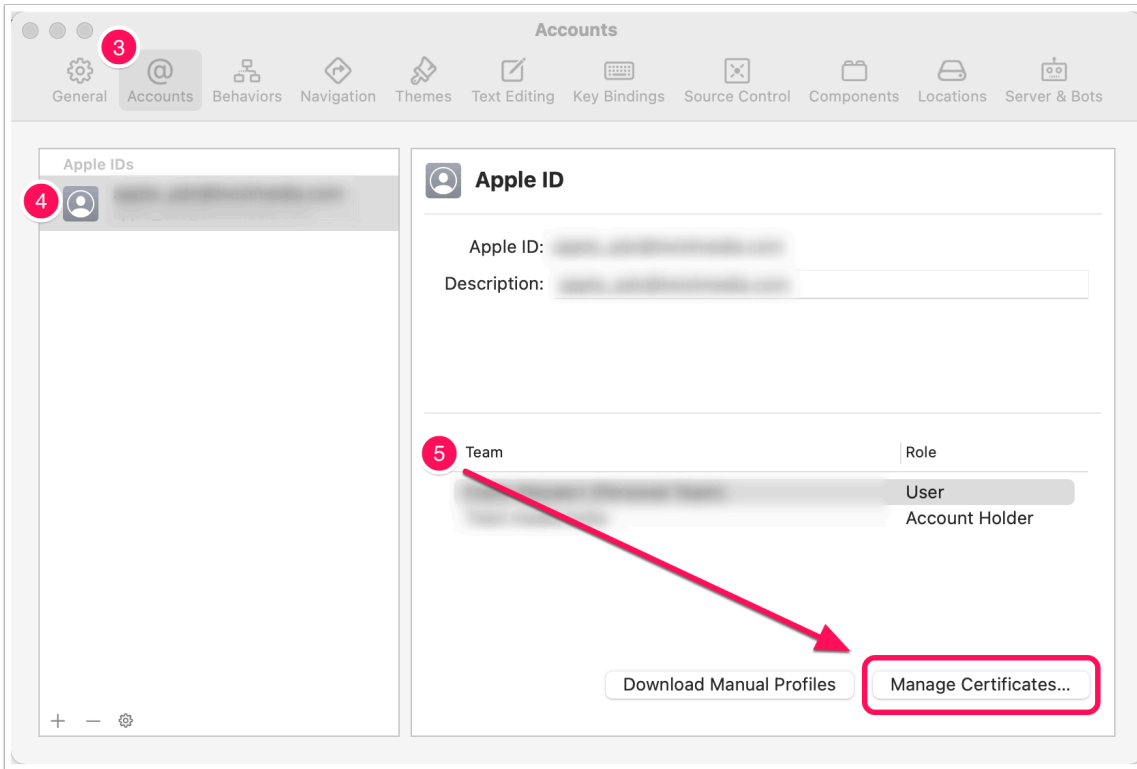 Accounts
3
General Accounts Behaviors Navigation Themes Text Editing Key Bindings Source Control Components Locations Server & Bots
Apple IDs
4
Apple ID
Apple ID:
Description:
5 Team Role
User
Account Holder
Download Manual Profiles Manage Certificates...